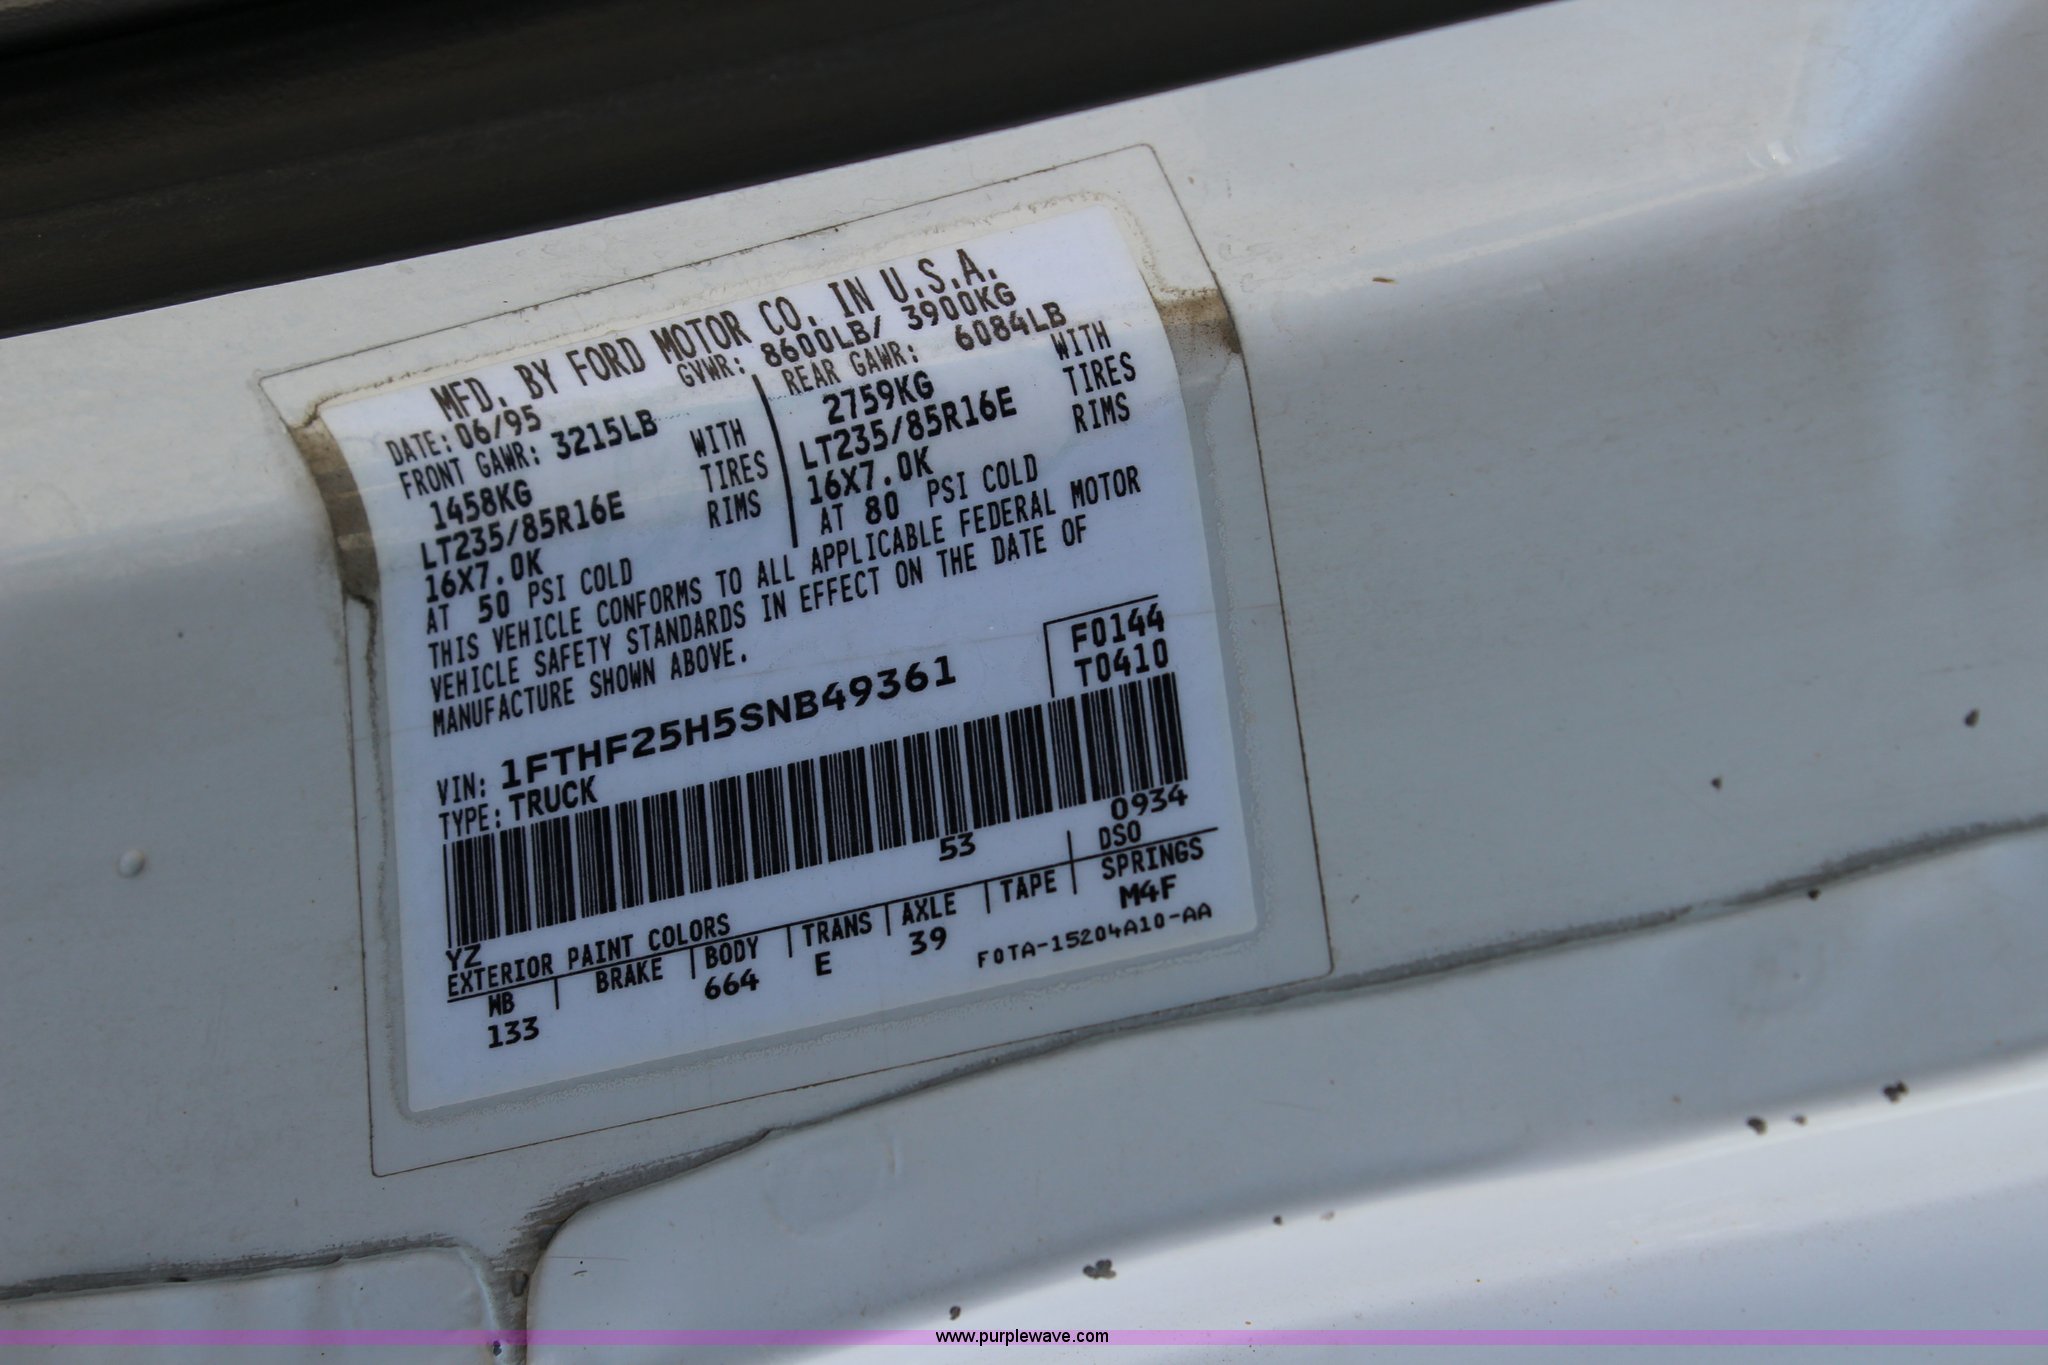 MFD. BY FORD MOTOR CO. IN U.S.A.
DATE: 06/95 GVWR: 8600LB/ 3900KG
FRONT GAWR: 3215LB REAR GAWR: 6084LB
1458KG WITH 2759KG WITH
LT235/85R16E TIRES LT235/85R16E TIRES
16X7.0K RIMS 16X7.0K RIMS
AT 50 PSI COLD AT 80 PSI COLD
THIS VEHICLE CONFORMS TO ALL APPLICABLE FEDERAL MOTOR
VEHICLE SAFETY STANDARDS IN EFFECT ON THE DATE OF
MANUFACTURE SHOWN ABOVE.
F0144
VIN: 1FTHF25H5SNB49361 T0410
TYPE: TRUCK
0934
YZ 53 DSO
EXTERIOR PAINT COLORS
WB BRAKE BODY TRANS AXLE TAPE SPRINGS
133 664 E 39 M4F
F0TA-15204A10-AA
www.purplewave.com